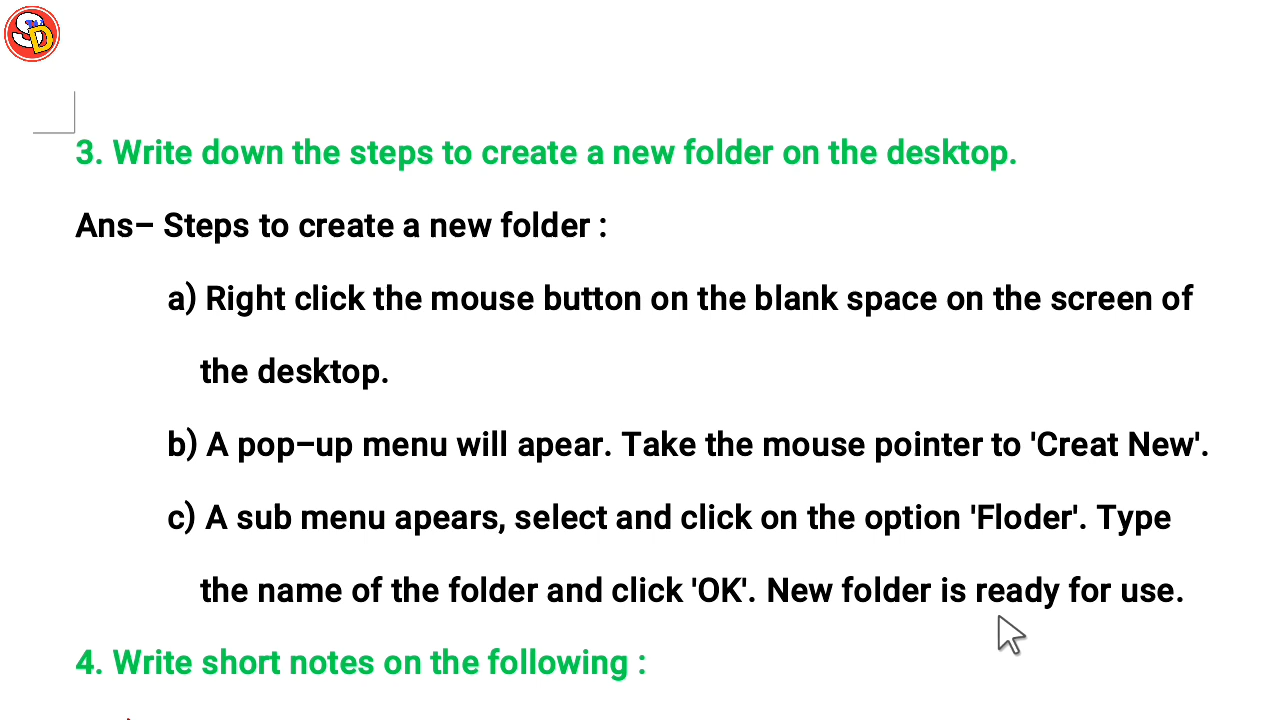 SD
3. Write down the steps to create a new folder on the desktop.
Ans– Steps to create a new folder :
a) Right click the mouse button on the blank space on the screen of
the desktop.
b) A pop–up menu will apear. Take the mouse pointer to 'Creat New'.
c) A sub menu apears, select and click on the option 'Floder'. Type
the name of the folder and click 'OK'. New folder is ready for use.
4. Write short notes on the following :